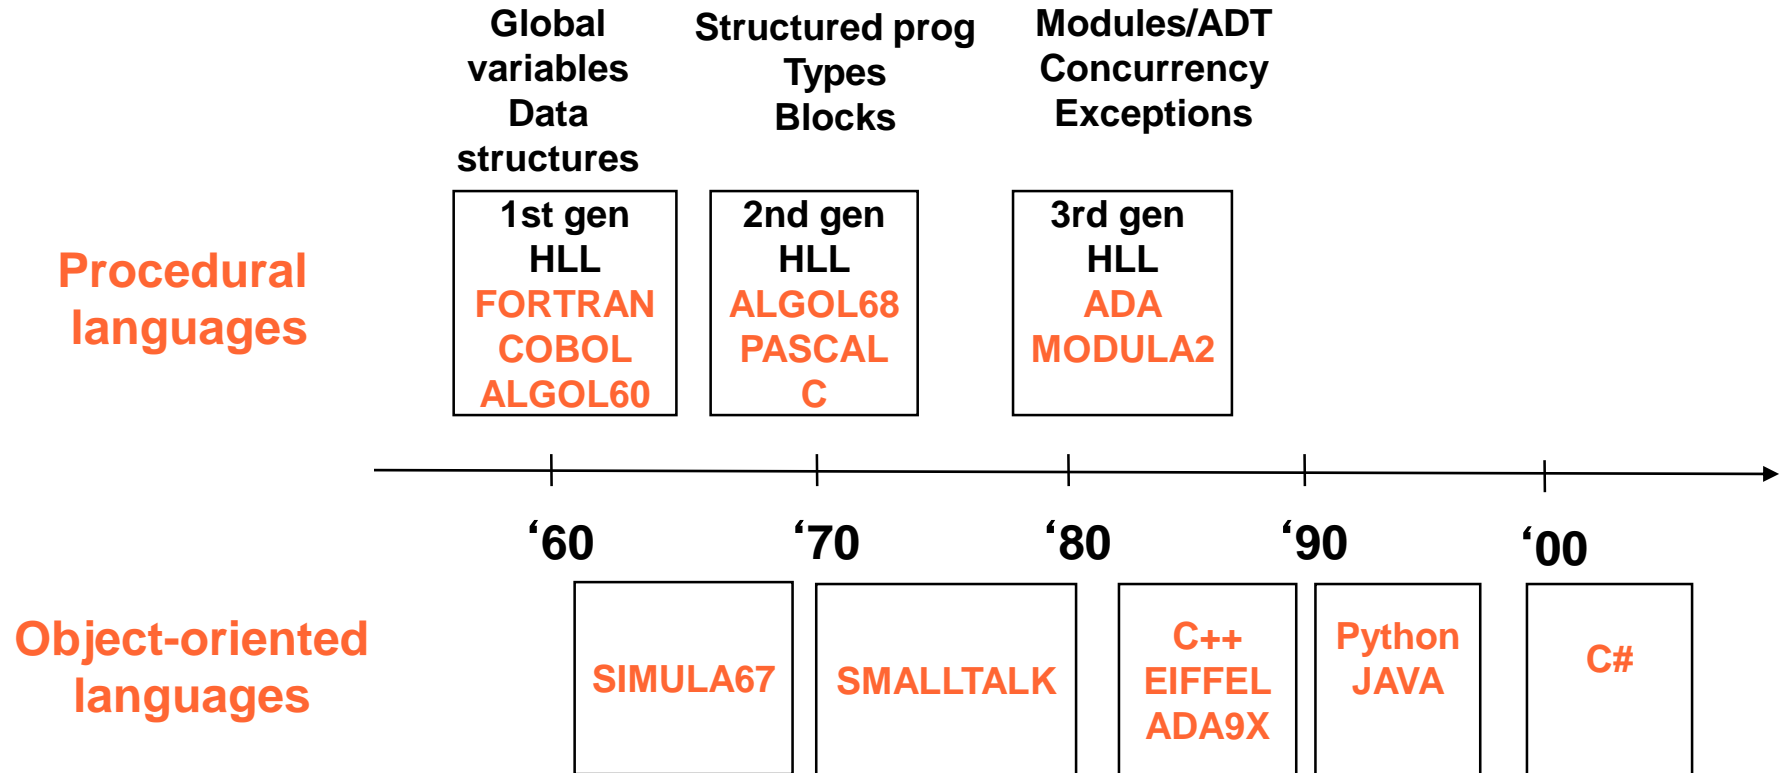 Global
variables
Data
structures
Structured prog
Types
Blocks
Modules/ADT
Concurrency
Exceptions
Procedural
languages
1st gen
HLL
FORTRAN
COBOL
ALGOL60
2nd gen
HLL
ALGOL68
PASCAL
C
3rd gen
HLL
ADA
MODULA2
‘60
‘70
‘80
‘90
‘00
Object-oriented
languages
SIMULA67
SMALLTALK
C++
EIFFEL
ADA9X
Python
JAVA
C#